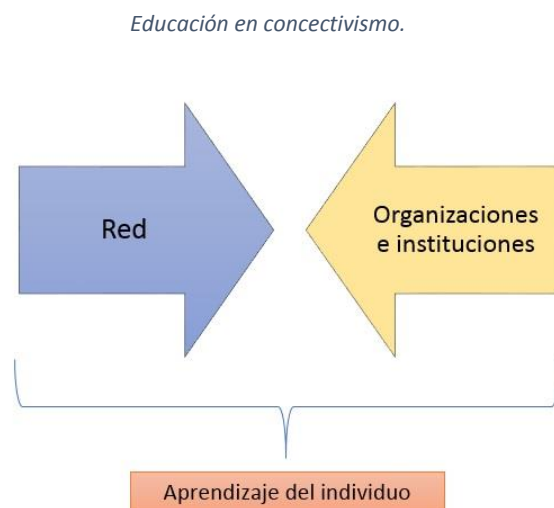 Educación en concectivismo.
Red
Organizaciones
e instituciones
Aprendizaje del individuo